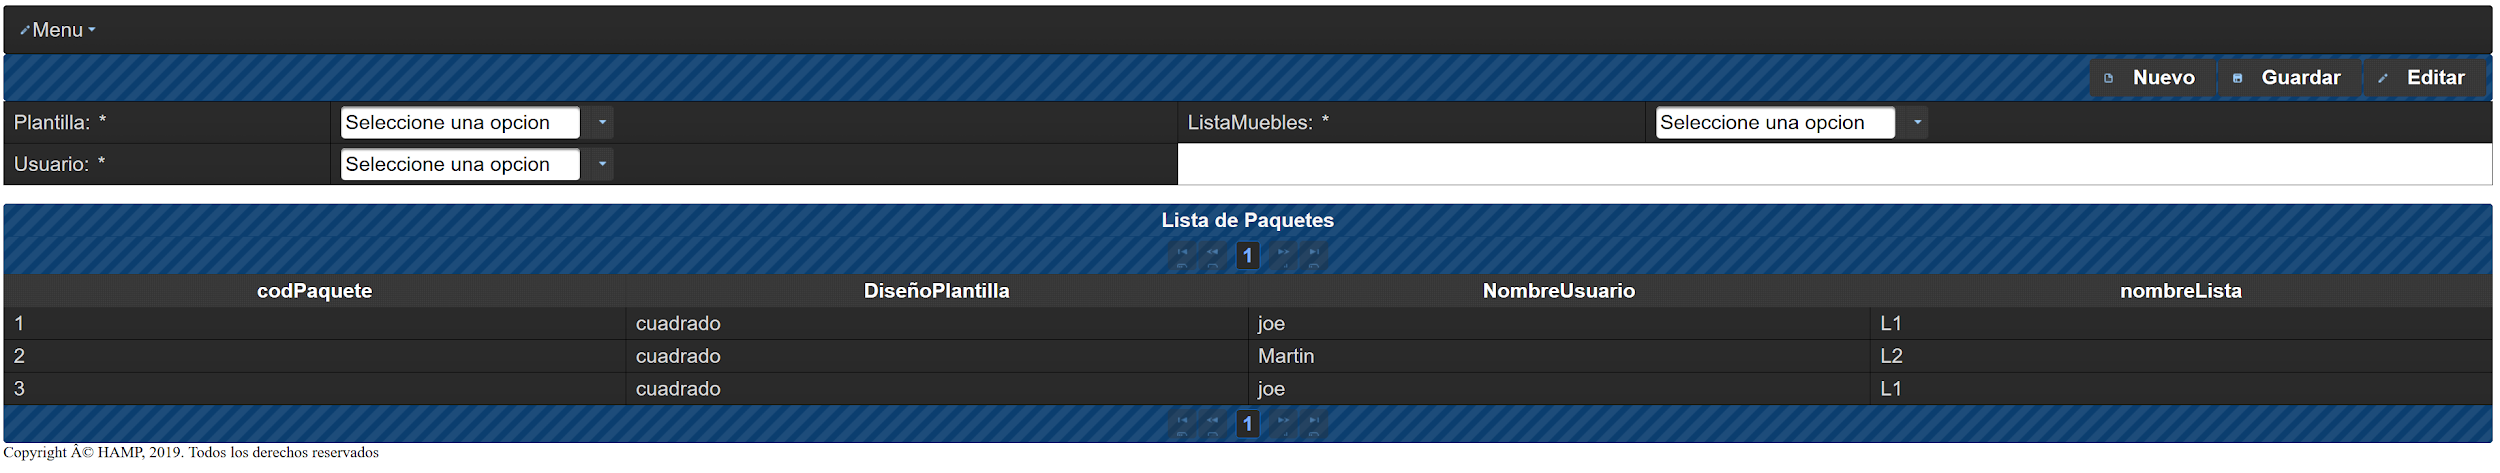 Menu
Nuevo Guardar Editar
Plantilla: * Seleccione una opcion ListaMuebles: * Seleccione una opcion
Usuario: * Seleccione una opcion
Lista de Paquetes
1
codPaquete DiseñoPlantilla NombreUsuario nombreLista
1 cuadrado joe L1
2 cuadrado Martin L2
3 cuadrado joe L1
1
Copyright Â© HAMP, 2019. Todos los derechos reservados